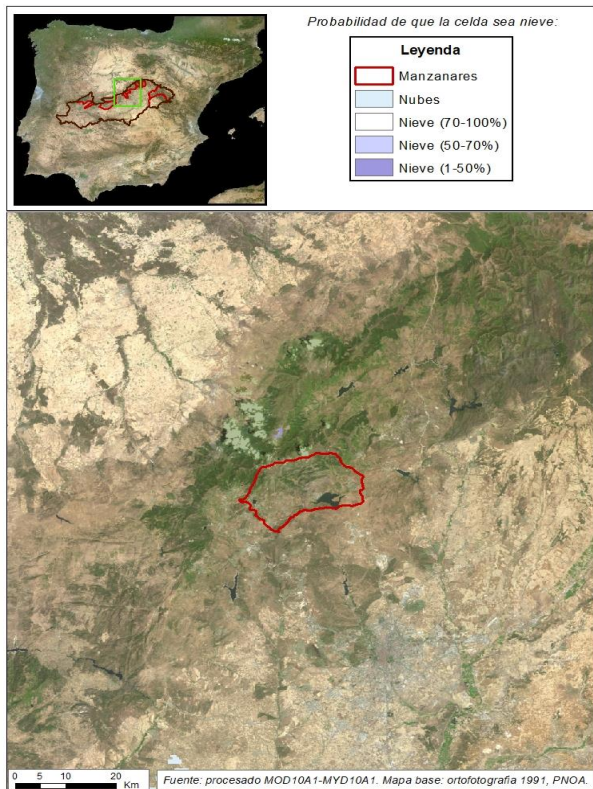 Probabilidad de que la celda sea nieve:
Leyenda
Manzanares
Nubes
Nieve (70-100%)
Nieve (50-70%)
Nieve (1-50%)
0 5 10 20
Km
Fuente: procesado MOD10A1-MYD10A1. Mapa base: ortofotografia 1991, PNOA.